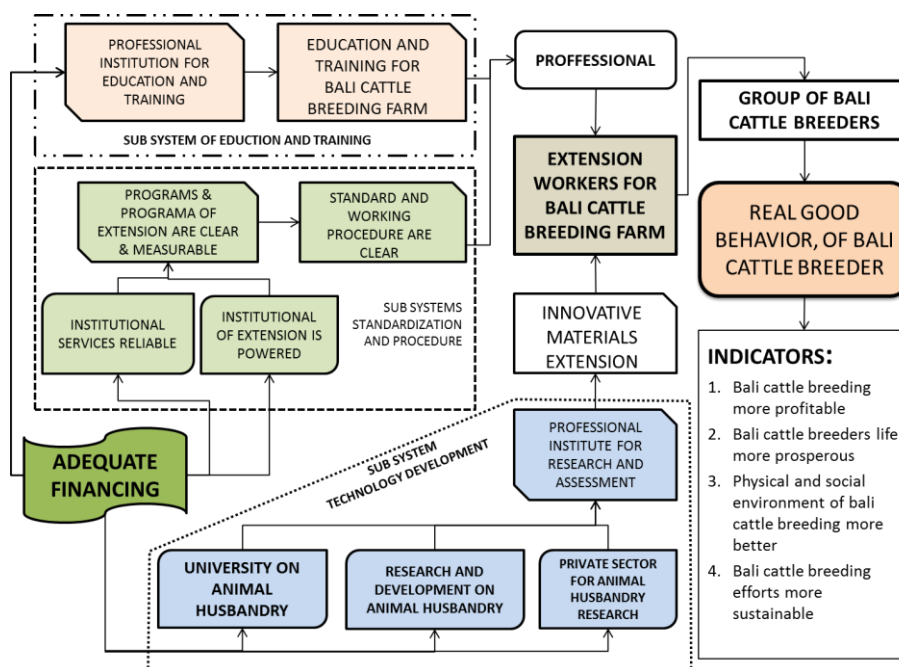 PROFESSIONAL
INSTITUTION FOR
EDUCATION AND
TRAINING
EDUCATION AND
TRAINING FOR
BALI CATTLE
BREEDING FARM
SUB SYSTEM OF EDUCTION AND TRAINING
PROFFESSIONAL
GROUP OF BALI
CATTLE BREEDERS
EXTENSION
WORKERS FOR
BALI CATTLE
BREEDING FARM
PROGRAMS &
PROGRAMA OF
EXTENSION ARE CLEAR
& MEASURABLE
STANDARD AND
WORKING
PROCEDURE ARE
CLEAR
REAL GOOD
BEHAVIOR, OF BALI
CATTLE BREEDER
INSTITUTIONAL
SERVICES RELIABLE
INSTITUTIONAL
OF EXTENSION IS
POWERED
SUB SYSTEMS
STANDARDIZATION
AND PROCEDURE
INNOVATIVE
MATERIALS
EXTENSION
INDICATORS:
1. Bali cattle breeding
more profitable
2. Bali cattle breeders life
more prosperous
3. Physical and social
environment of bali
cattle breeding more
better
4. Bali cattle breeding
efforts more
sustainable
ADEQUATE
FINANCING
SUB SYSTEM
TECHNOLOGY DEVELOPMENT
PROFESSIONAL
INSTITUTE FOR
RESEARCH AND
ASSESSMENT
UNIVERSITY ON
ANIMAL
HUSBANDRY
RESEARCH AND
DEVELOPMENT ON
ANIMAL HUSBANDRY
PRIVATE SECTOR
FOR ANIMAL
HUSBANDRY
RESEARCH